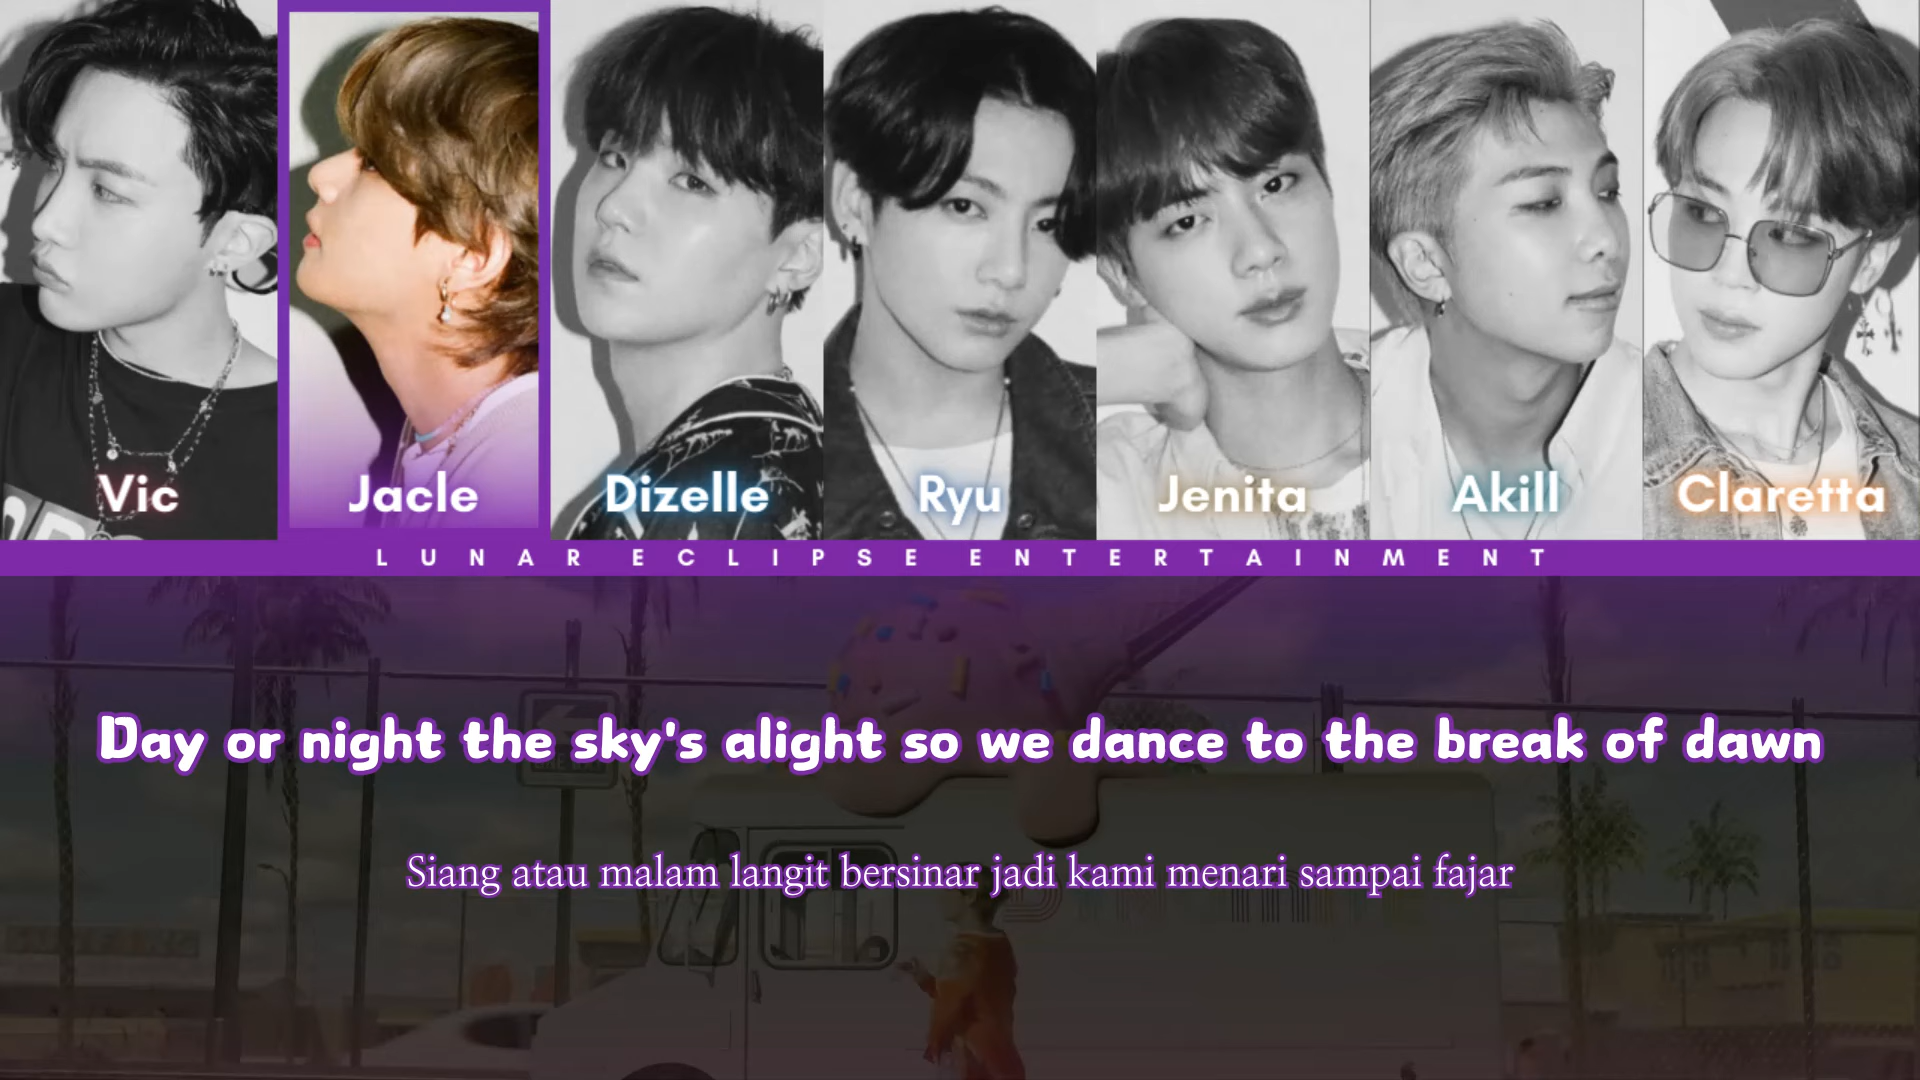 Vic
Jacle
Dizelle
Ryu
Jenita
Akill
Claretta
LUNAR ECLIPSE ENTERTAINMENT
Day or night the sky's alight so we dance to the break of dawn
Siang atau malam langit bersinar jadi kami menari sampai fajar